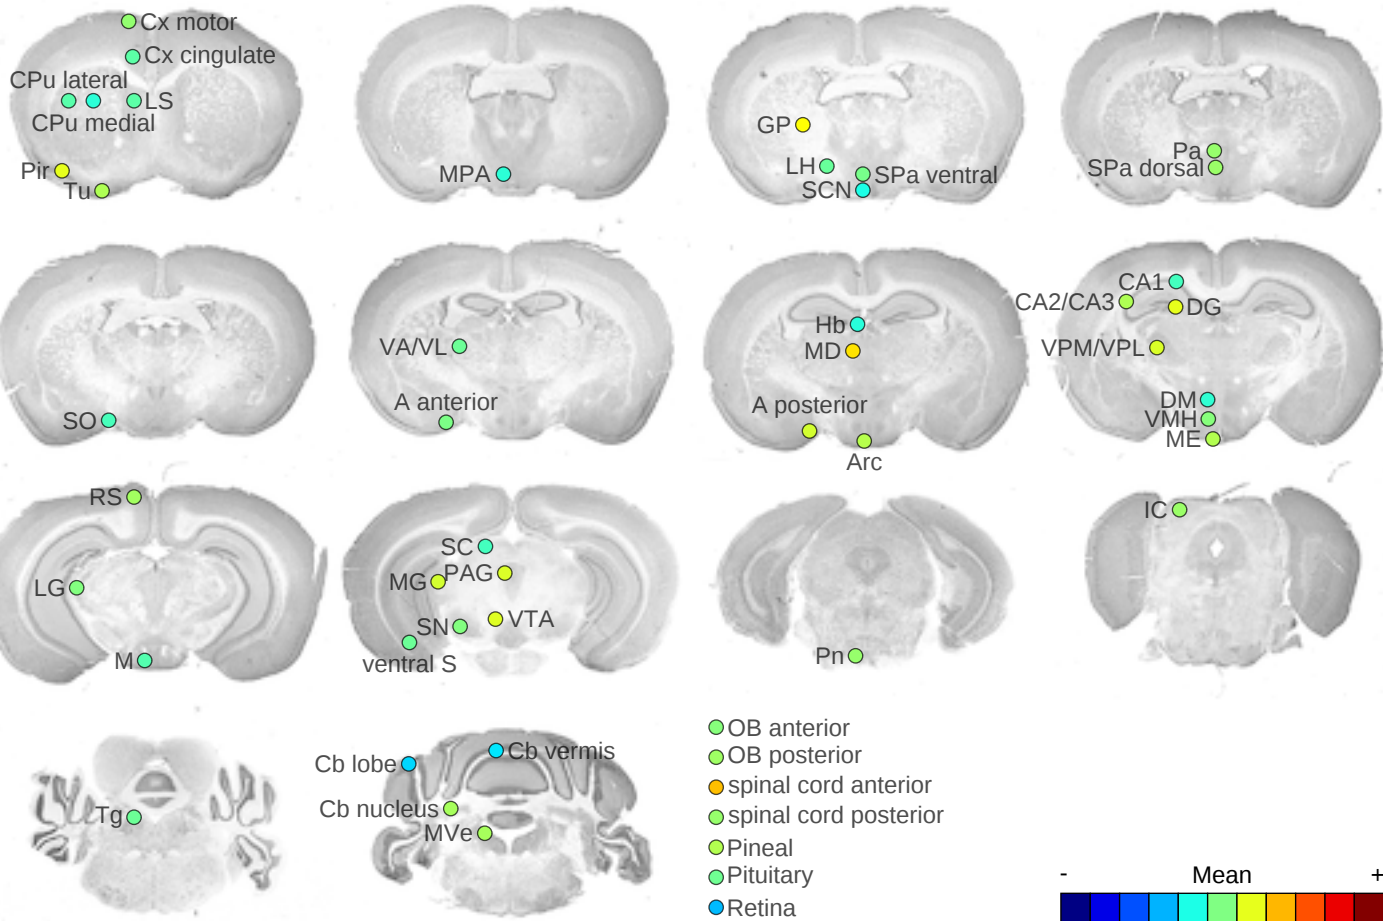 Cx motor
Cx cingulate
CPu lateral
LS
CPu medial
Pir
Tu
MPA
GP
LH
SPa ventral
SCN
Pa
SPa dorsal
SO
VA/VL
A anterior
Hb
MD
A posterior
Arc
CA1
CA2/CA3
DG
VPM/VPL
DM
VMH
ME
RS
LG
M
SC
MG
PAG
SN
VTA
ventral S
Pn
IC
Tg
Cb lobe
Cb vermis
Cb nucleus
MVe
OB anterior
OB posterior
spinal cord anterior
spinal cord posterior
Pineal
Pituitary
Retina
- Mean +